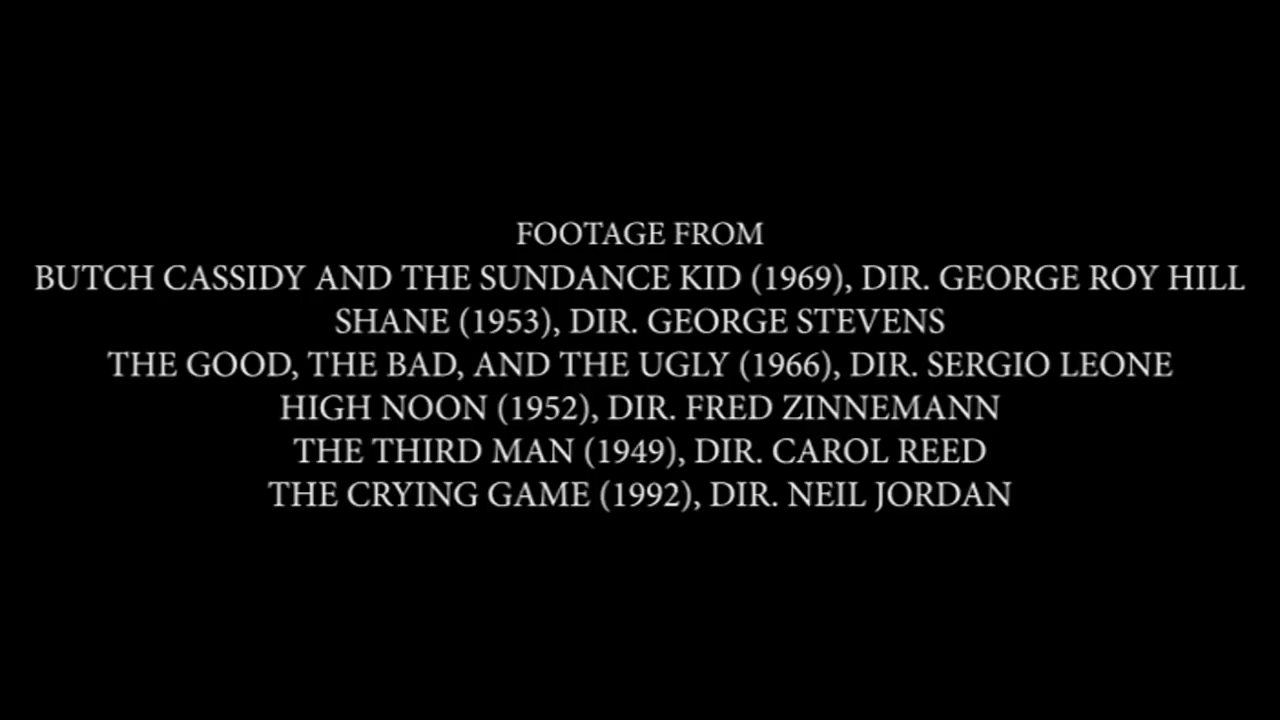 FOOTAGE FROM
BUTCH CASSIDY AND THE SUNDANCE KID (1969), DIR. GEORGE ROY HILL
SHANE (1953), DIR. GEORGE STEVENS
THE GOOD, THE BAD, AND THE UGLY (1966), DIR. SERGIO LEONE
HIGH NOON (1952), DIR. FRED ZINNEMANN
THE THIRD MAN (1949), DIR. CAROL REED
THE CRYING GAME (1992), DIR. NEIL JORDAN